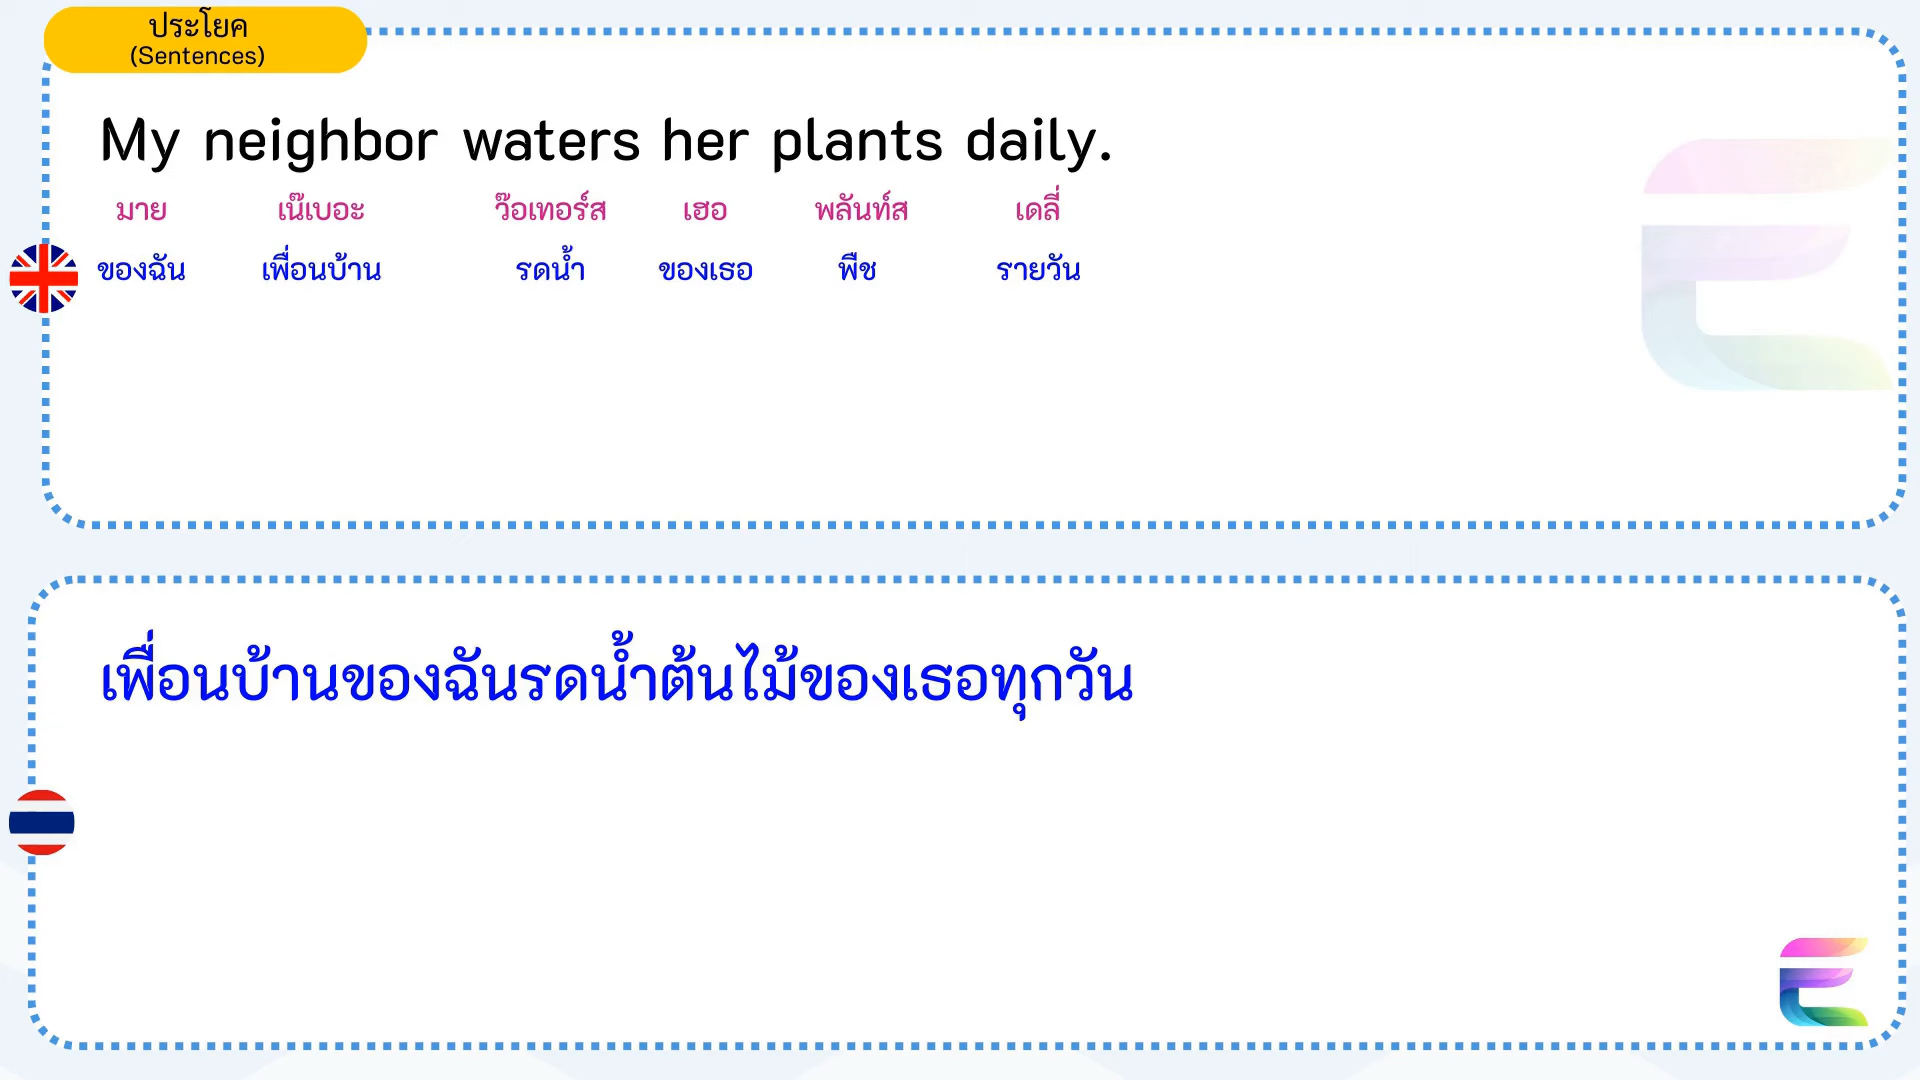 ประโยค
(Sentences)
My neighbor waters her plants daily.
มาย เน๊เบอะ ว๊อเทอร์ส เฮอ พลันท์ส เดลี่
ของฉัน เพื่อนบ้าน รดน้ำ ของเธอ พืช รายวัน
เพื่อนบ้านของฉันรดน้ำต้นไม้ของเธอทุกวัน